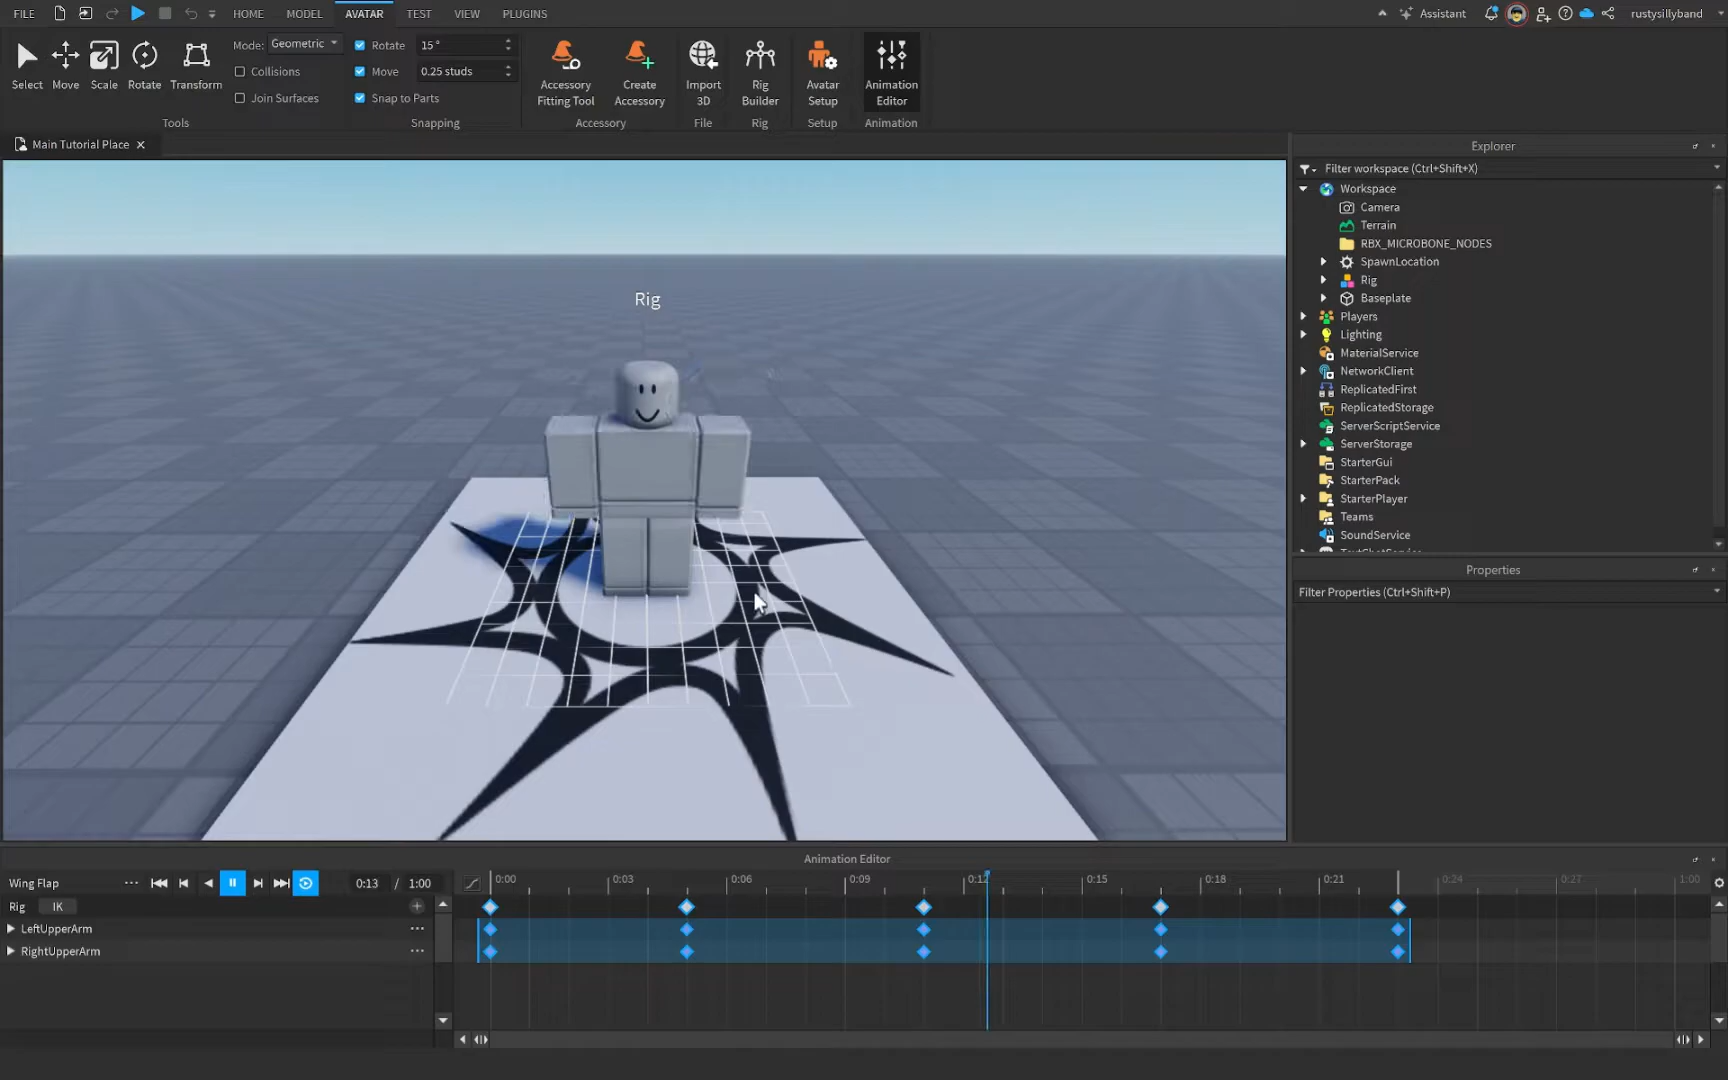 FILE HOME MODEL AVATAR TEST VIEW PLUGINS Assistant rustysillyband
Select Move Scale Rotate Transform
Mode: Geometric
Collisions
Join Surfaces
Tools
Rotate 15°
Move 0.25 studs
Snap to Parts
Snapping
Accessory Fitting Tool
Create Accessory
Accessory
Import 3D
File
Rig Builder
Rig
Avatar Setup
Setup
Animation Editor
Animation
Main Tutorial Place
Rig
Explorer
Filter workspace (Ctrl+Shift+X)
Workspace
Camera
Terrain
RBX_MICROBONE_NODES
SpawnLocation
Rig
Baseplate
Players
Lighting
MaterialService
NetworkClient
ReplicatedFirst
ReplicatedStorage
ServerScriptService
ServerStorage
StarterGui
StarterPack
StarterPlayer
Teams
SoundService
Properties
Filter Properties (Ctrl+Shift+P)
Animation Editor
Wing Flap 0:13 / 1:00 0:00 0:03 0:06 0:09 0:12 0:15 0:18 0:21 0:24 0:27 1:00
Rig IK
LeftUpperArm
RightUpperArm